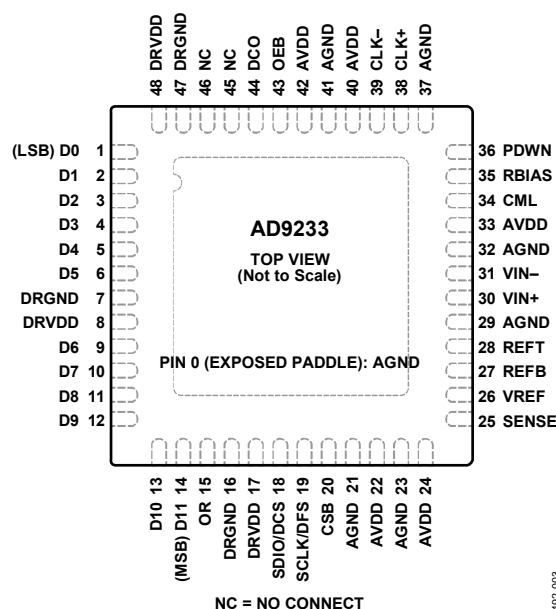 48 DRVDD
47 DRGND
46 NC
45 NC
44 DCO
43 OEB
42 AVDD
41 AGND
40 AVDD
39 CLK–
38 CLK+
37 AGND
(LSB) D0 1
D1 2
D2 3
D3 4
D4 5
D5 6
DRGND 7
DRVDD 8
D6 9
D7 10
D8 11
D9 12
AD9233
TOP VIEW
(Not to Scale)
PIN 0 (EXPOSED PADDLE): AGND
36 PDWN
35 RBIAS
34 CML
33 AVDD
32 AGND
31 VIN–
30 VIN+
29 AGND
28 REFT
27 REFB
26 VREF
25 SENSE
D10 13
(MSB) D11 14
OR 15
DRGND 16
DRVDD 17
SDIO/DCS 18
SCLK/DFS 19
CSB 20
AGND 21
AVDD 22
AGND 23
AVDD 24
NC = NO CONNECT